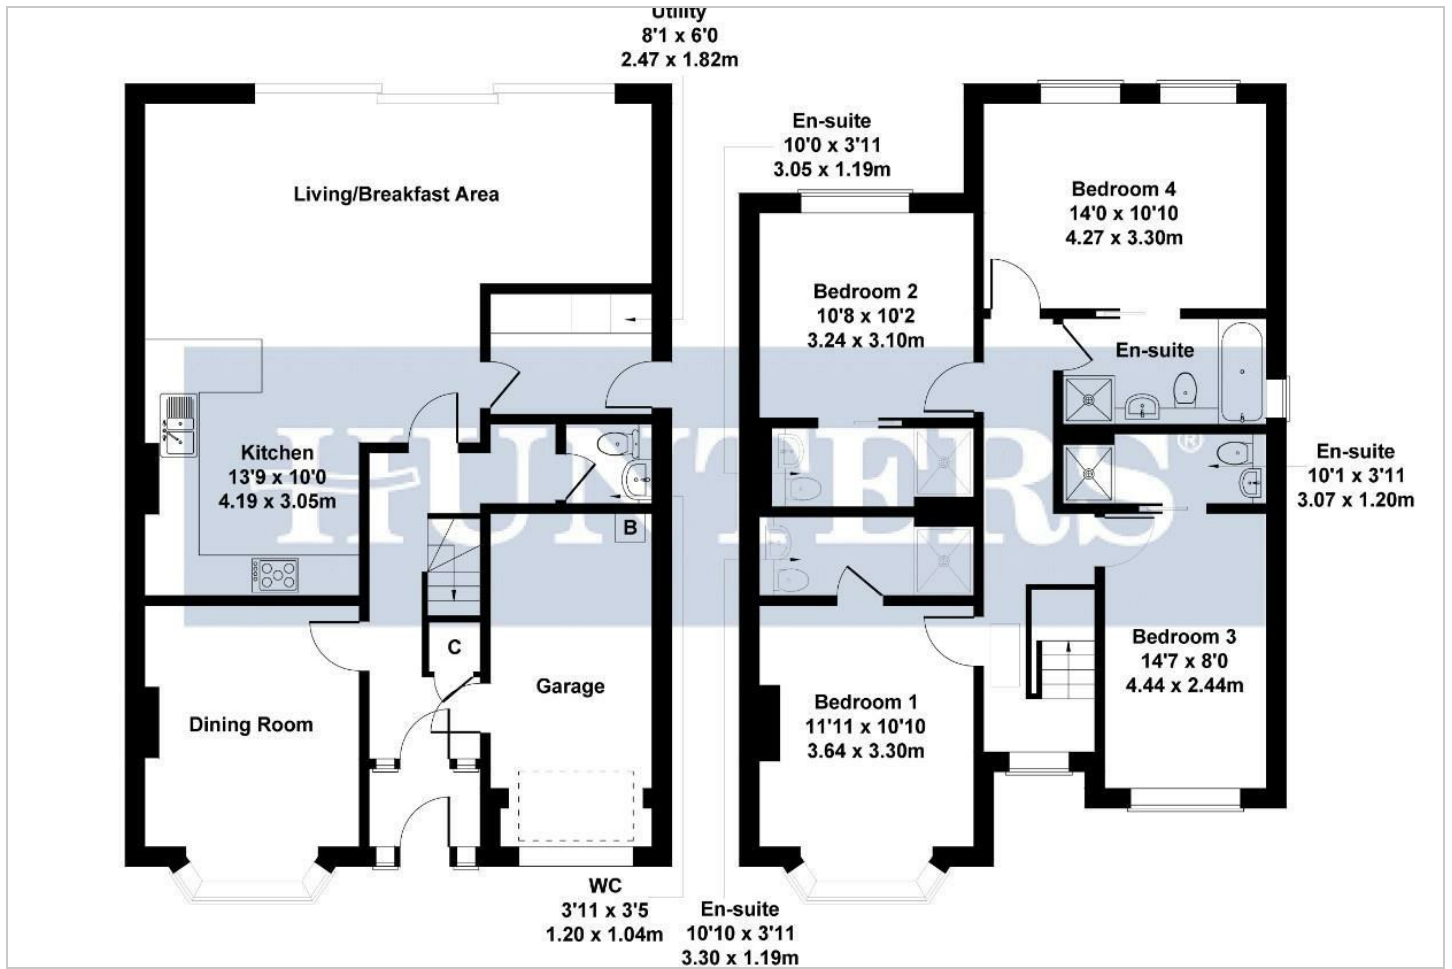 Utility
8'1 x 6'0
2.47 x 1.82m
Living/Breakfast Area
Kitchen
13'9 x 10'0
4.19 x 3.05m
Dining Room
C
B
Garage
WC
3'11 x 3'5
1.20 x 1.04m
En-suite
10'0 x 3'11
3.05 x 1.19m
Bedroom 4
14'0 x 10'10
4.27 x 3.30m
Bedroom 2
10'8 x 10'2
3.24 x 3.10m
En-suite
En-suite
10'1 x 3'11
3.07 x 1.20m
Bedroom 3
14'7 x 8'0
4.44 x 2.44m
Bedroom 1
11'11 x 10'10
3.64 x 3.30m
En-suite
10'10 x 3'11
3.30 x 1.19m
HUNTERS®